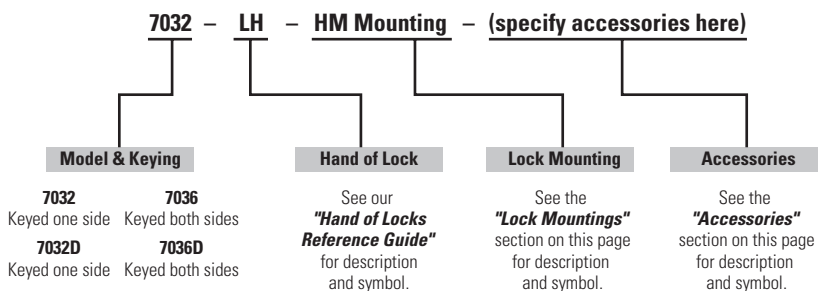 7032 – LH – HM Mounting – (specify accessories here)
Model & Keying
7032 7036
Keyed one side Keyed both sides
7032D 7036D
Keyed one side Keyed both sides
Hand of Lock
See our
"Hand of Locks
Reference Guide"
for description
and symbol.
Lock Mounting
See the
"Lock Mountings"
section on this page
for description
and symbol.
Accessories
See the
"Accessories"
section on this page
for description
and symbol.